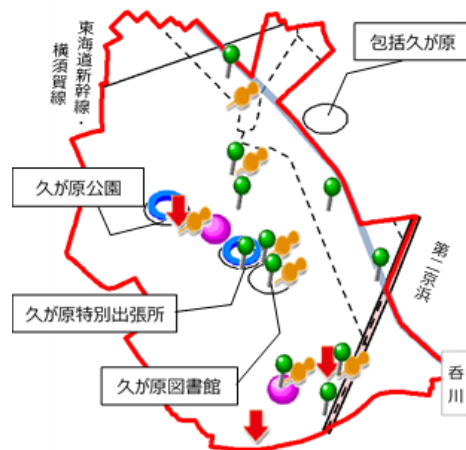 東海道新幹線・
横須賀線
包括久が原
久が原公園
第二京浜
久が原特別出張所
久が原図書館
呑川